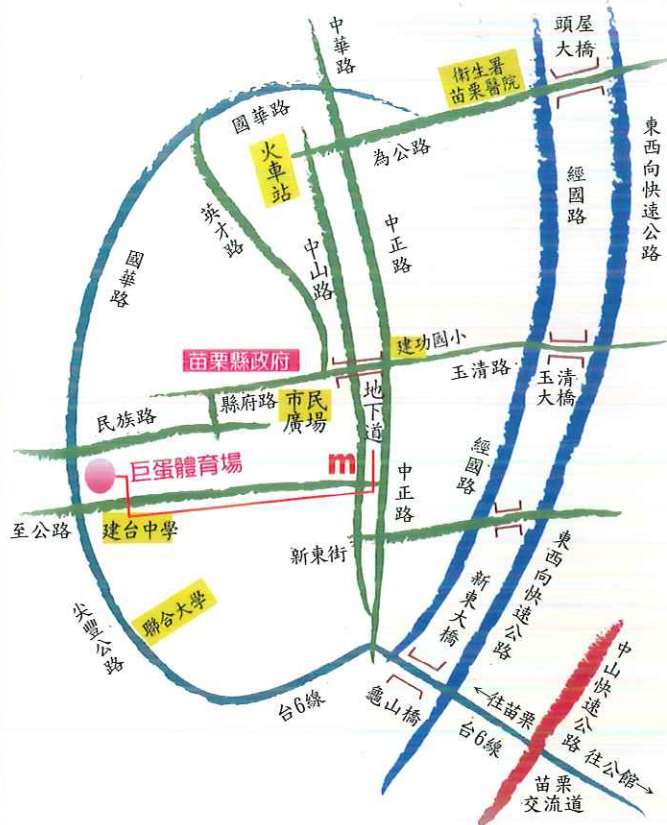 頭屋
大橋
中華路
衛生署
苗栗醫院
國華路
火車站
為公路
經國路
東西向快速公路
英才路
中山路
中正路
國華路
建功國小
苗栗縣政府
玉清路
玉清
大橋
縣府路
市民
廣場
地下道
民族路
巨蛋體育場
m
中正路
經國路
至公路
建台中學
新東街
東西向快速公路
新東大橋
聯合大學
尖豐公路
中山快速公路
龜山橋
←往苗栗
台6線
台6線
往公館→
苗栗
交流道